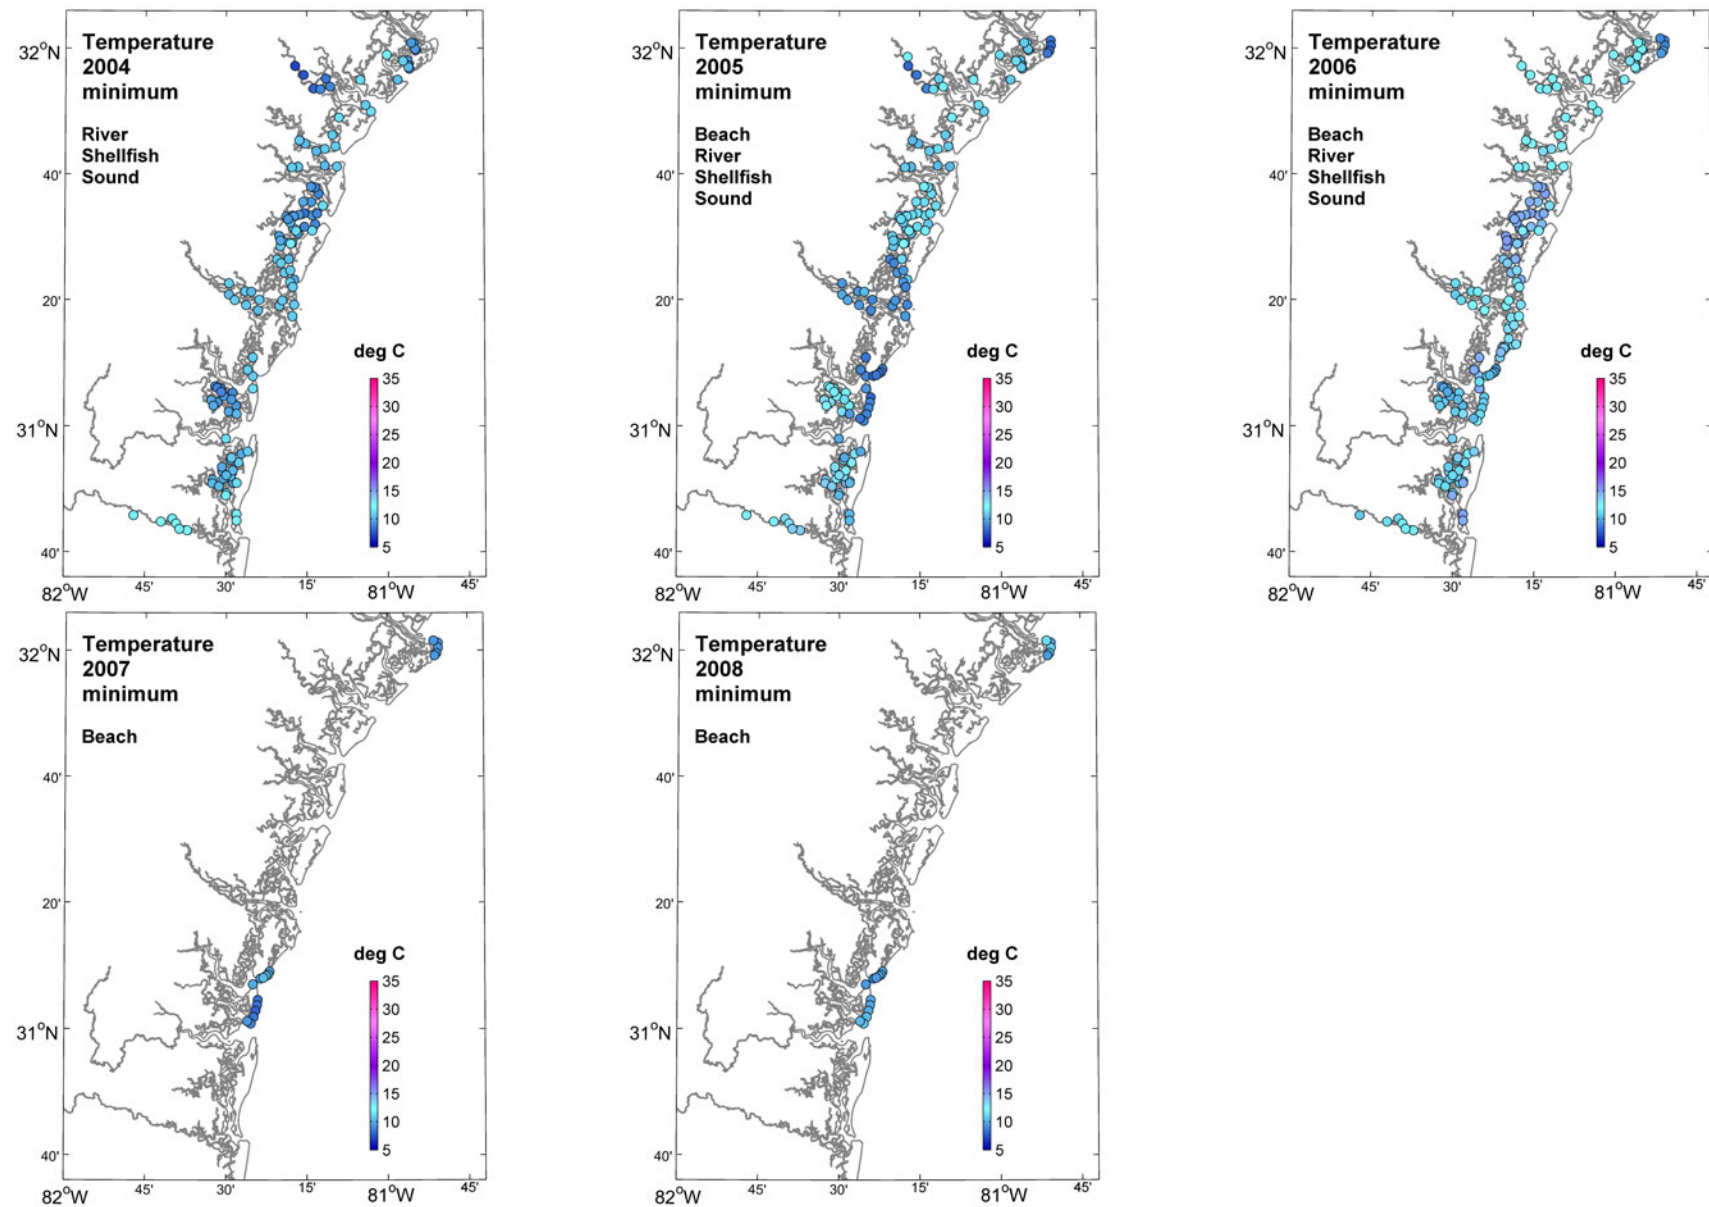 Temperature
2004
minimum
River
Shellfish
Sound
32°N
40'
20'
31°N
40'
82°W
45'
30'
15'
81°W
45'
deg C
35
30
25
20
15
10
5
Temperature
2005
minimum
Beach
River
Shellfish
Sound
32°N
40'
20'
31°N
40'
82°W
45'
30'
15'
81°W
45'
deg C
35
30
25
20
15
10
5
Temperature
2006
minimum
Beach
River
Shellfish
Sound
32°N
40'
20'
31°N
40'
82°W
45'
30'
15'
81°W
45'
deg C
35
30
25
20
15
10
5
Temperature
2007
minimum
Beach
32°N
40'
20'
31°N
40'
82°W
45'
30'
15'
81°W
45'
deg C
35
30
25
20
15
10
5
Temperature
2008
minimum
Beach
32°N
40'
20'
31°N
40'
82°W
45'
30'
15'
81°W
45'
deg C
35
30
25
20
15
10
5